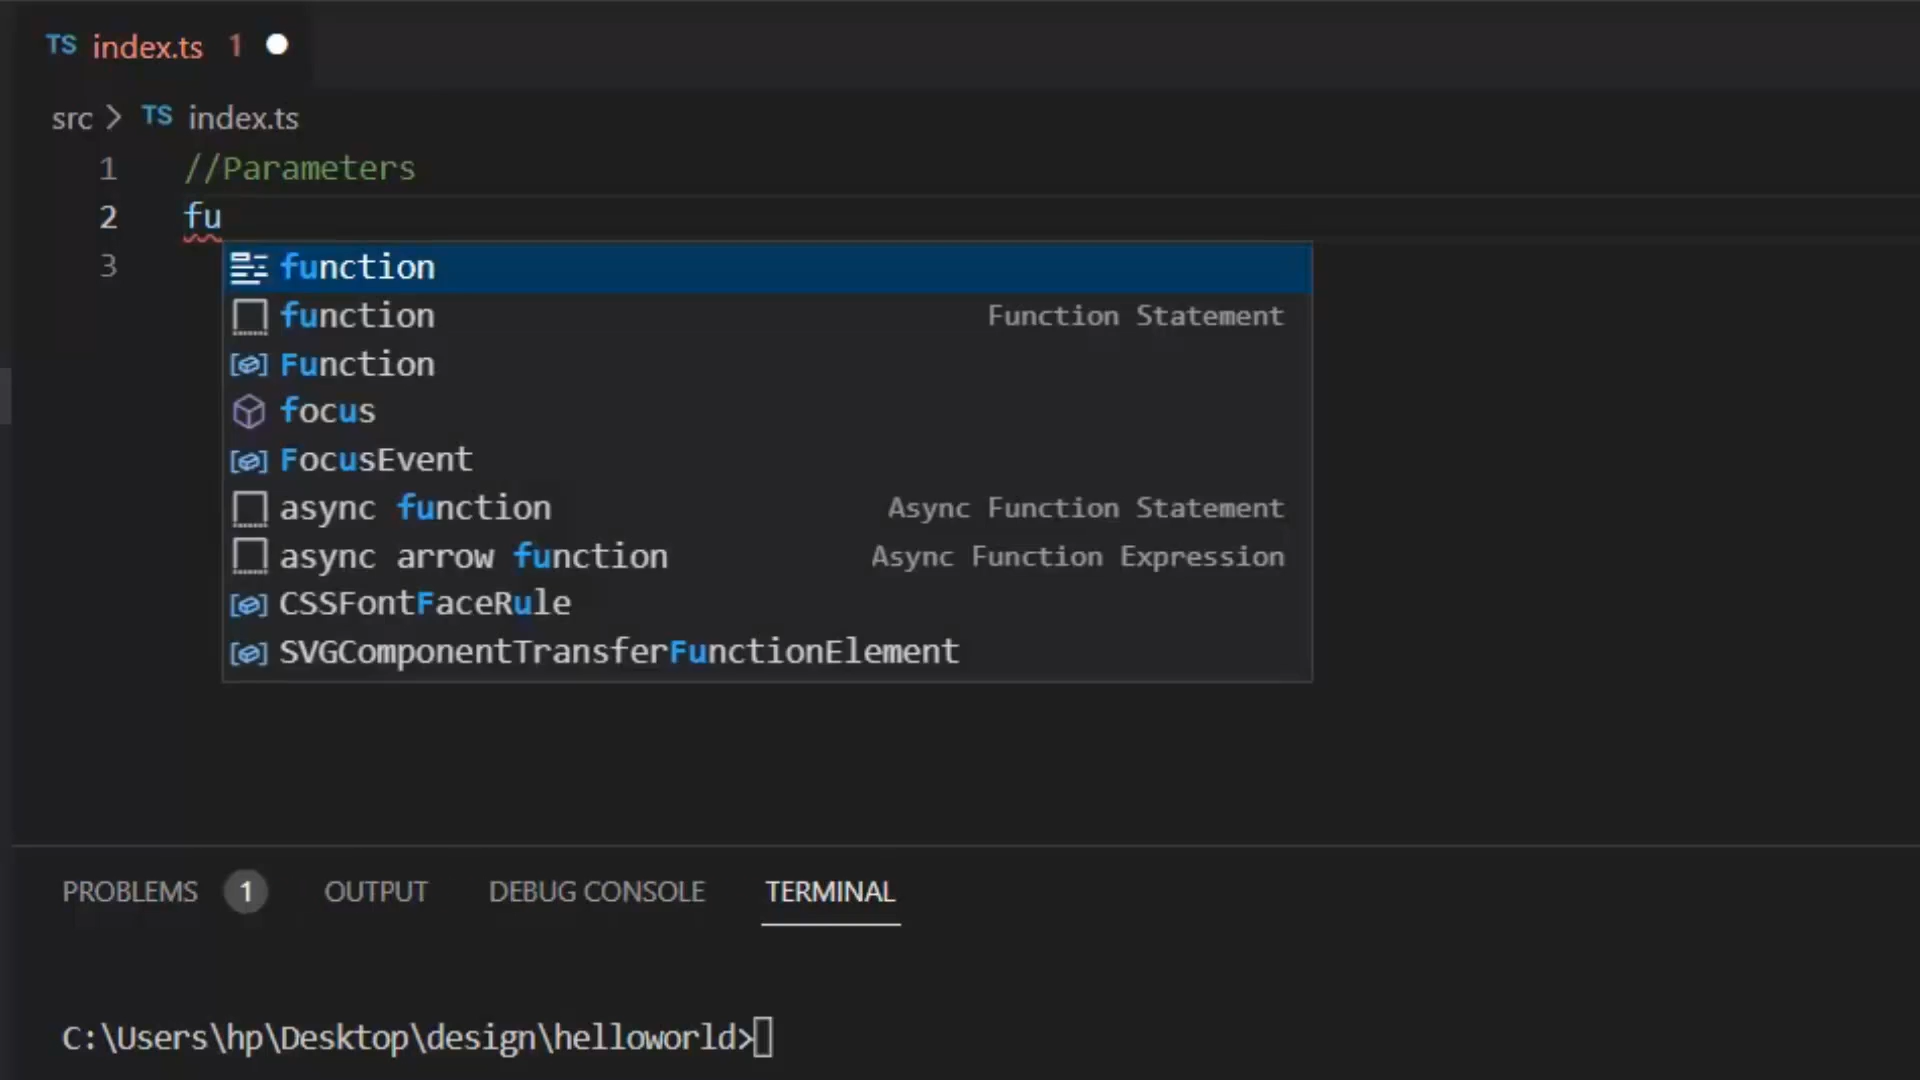 TS index.ts 1
src > TS index.ts
1 //Parameters
2 fu
3
function
function Function Statement
Function
focus
FocusEvent
async function Async Function Statement
async arrow function Async Function Expression
CSSFontFaceRule
SVGComponentTransferFunctionElement
PROBLEMS 1 OUTPUT DEBUG CONSOLE TERMINAL
C:\Users\hp\Desktop\design\helloworld>